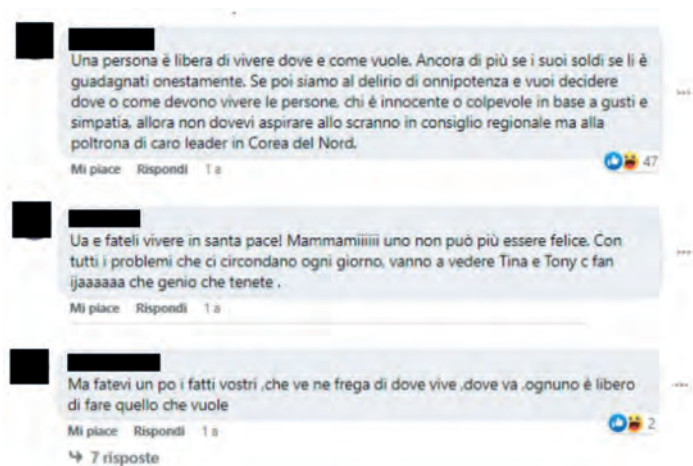 Una persona è libera di vivere dove e come vuole. Ancora di più se i suoi soldi se li è
guadagnati onestamente. Se poi siamo al delirio di onnipotenza e vuoi decidere
dove o come devono vivere le persone, chi è innocente o colpevole in base a gusti e
simpatia, allora non dovevi aspirare allo scranno in consiglio regionale ma alla
poltrona di caro leader in Corea del Nord.
47
Mi piace Rispondi 1 a
Ua e fateli vivere in santa pace! Mammamiiiiiii uno non può più essere felice. Con
tutti i problemi che ci circondano ogni giorno, vanno a vedere Tina e Tony c fan
ijaaaaaa che genio che tenete .
Mi piace Rispondi 1 a
Ma fatevi un po i fatti vostri ,che ve ne frega di dove vive ,dove va ,ognuno é libero
di fare quello che vuole
2
Mi piace Rispondi 1 a
7 risposte